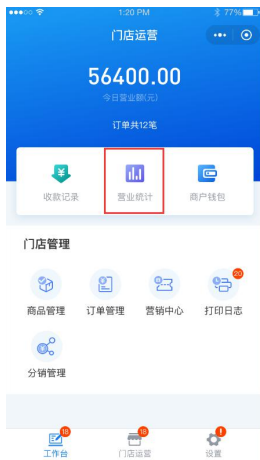 1:20 PM
77%
门店运营
56400.00
今日营业额(元)
订单共12笔
收款记录
营业统计
商户钱包
门店管理
20
商品管理
订单管理
营销中心
打印日志
分销管理
18
18
工作台
门店运营
设置